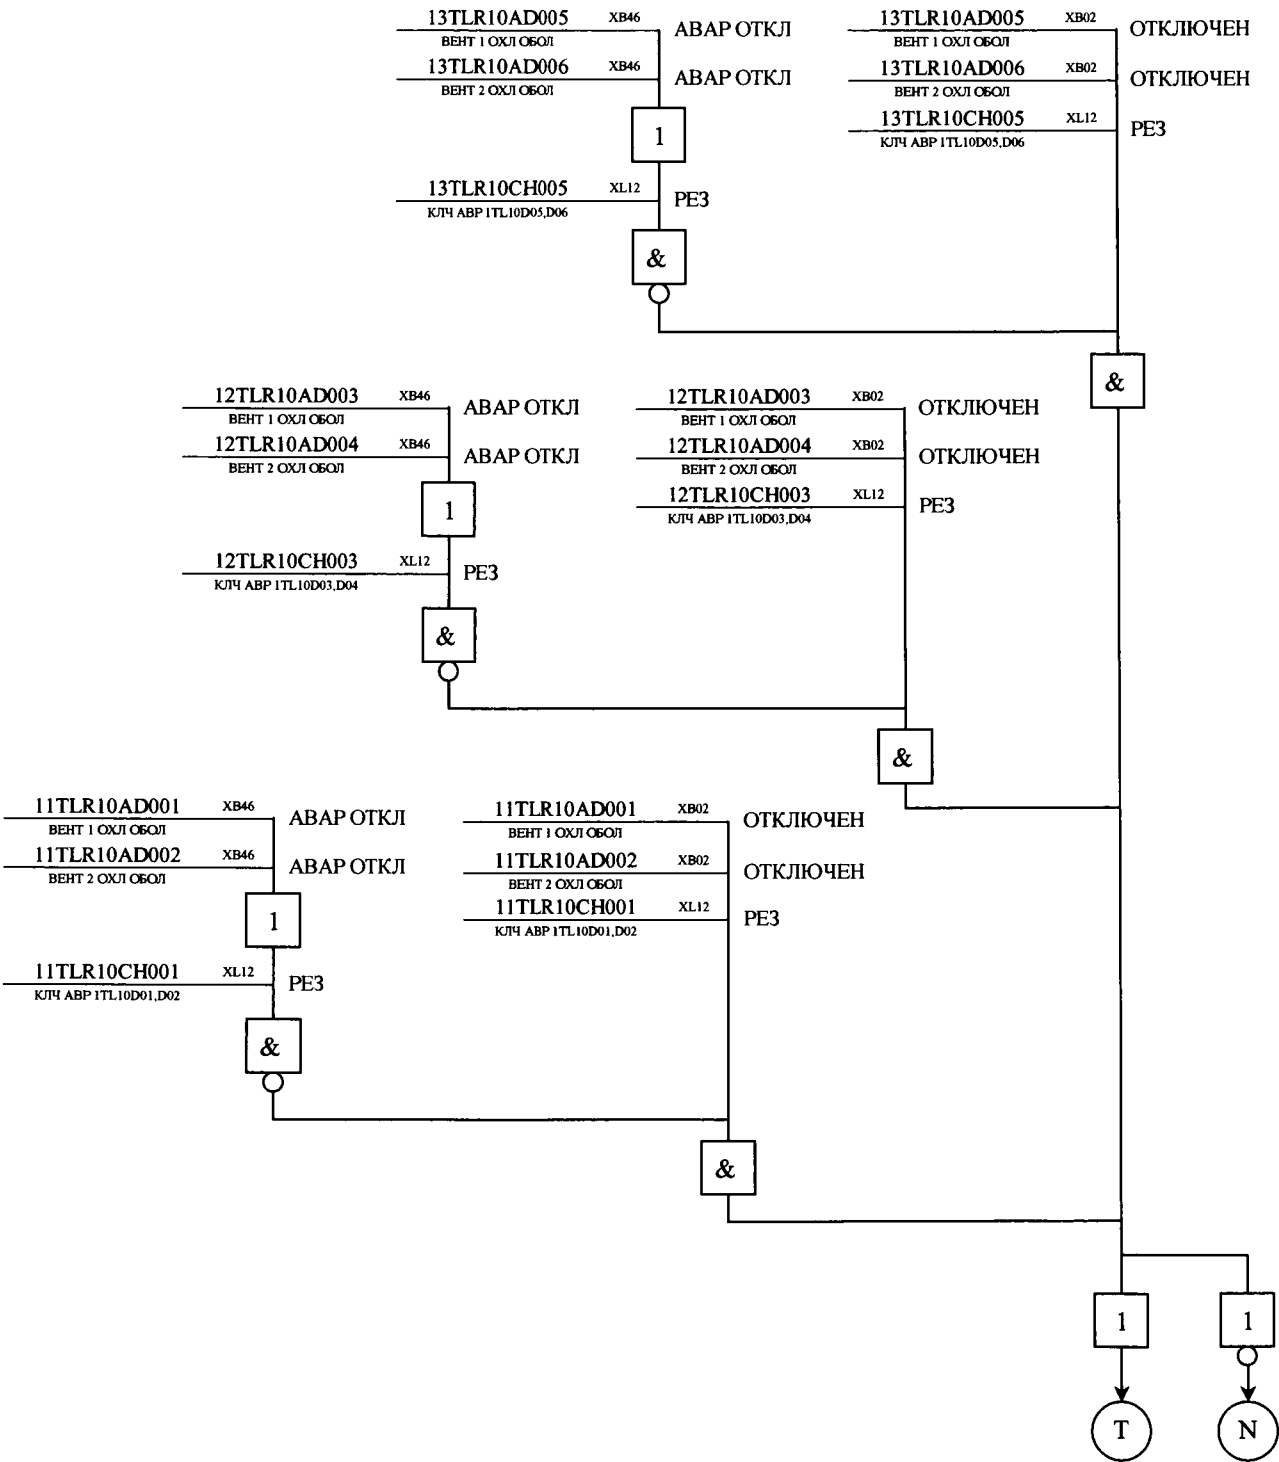 13TLR10AD005 XB46 АВАР ОТКЛ
ВЕНТ 1 ОХЛ ОБОЛ
13TLR10AD006 XB46 АВАР ОТКЛ
ВЕНТ 2 ОХЛ ОБОЛ
1
13TLR10CH005 XL12 РЕЗ
КЛЧ АВР 1TL10D05,D06
&
13TLR10AD005 XB02 ОТКЛЮЧЕН
ВЕНТ 1 ОХЛ ОБОЛ
13TLR10AD006 XB02 ОТКЛЮЧЕН
ВЕНТ 2 ОХЛ ОБОЛ
13TLR10CH005 XL12 РЕЗ
КЛЧ АВР 1TL10D05,D06
&
12TLR10AD003 XB46 АВАР ОТКЛ
ВЕНТ 1 ОХЛ ОБОЛ
12TLR10AD004 XB46 АВАР ОТКЛ
ВЕНТ 2 ОХЛ ОБОЛ
1
12TLR10CH003 XL12 РЕЗ
КЛЧ АВР 1TL10D03,D04
&
12TLR10AD003 XB02 ОТКЛЮЧЕН
ВЕНТ 1 ОХЛ ОБОЛ
12TLR10AD004 XB02 ОТКЛЮЧЕН
ВЕНТ 2 ОХЛ ОБОЛ
12TLR10CH003 XL12 РЕЗ
КЛЧ АВР 1TL10D03,D04
&
11TLR10AD001 XB46 АВАР ОТКЛ
ВЕНТ 1 ОХЛ ОБОЛ
11TLR10AD002 XB46 АВАР ОТКЛ
ВЕНТ 2 ОХЛ ОБОЛ
1
11TLR10CH001 XL12 РЕЗ
КЛЧ АВР 1TL10D01,D02
&
11TLR10AD001 XB02 ОТКЛЮЧЕН
ВЕНТ 1 ОХЛ ОБОЛ
11TLR10AD002 XB02 ОТКЛЮЧЕН
ВЕНТ 2 ОХЛ ОБОЛ
11TLR10CH001 XL12 РЕЗ
КЛЧ АВР 1TL10D01,D02
&
1 1
T N